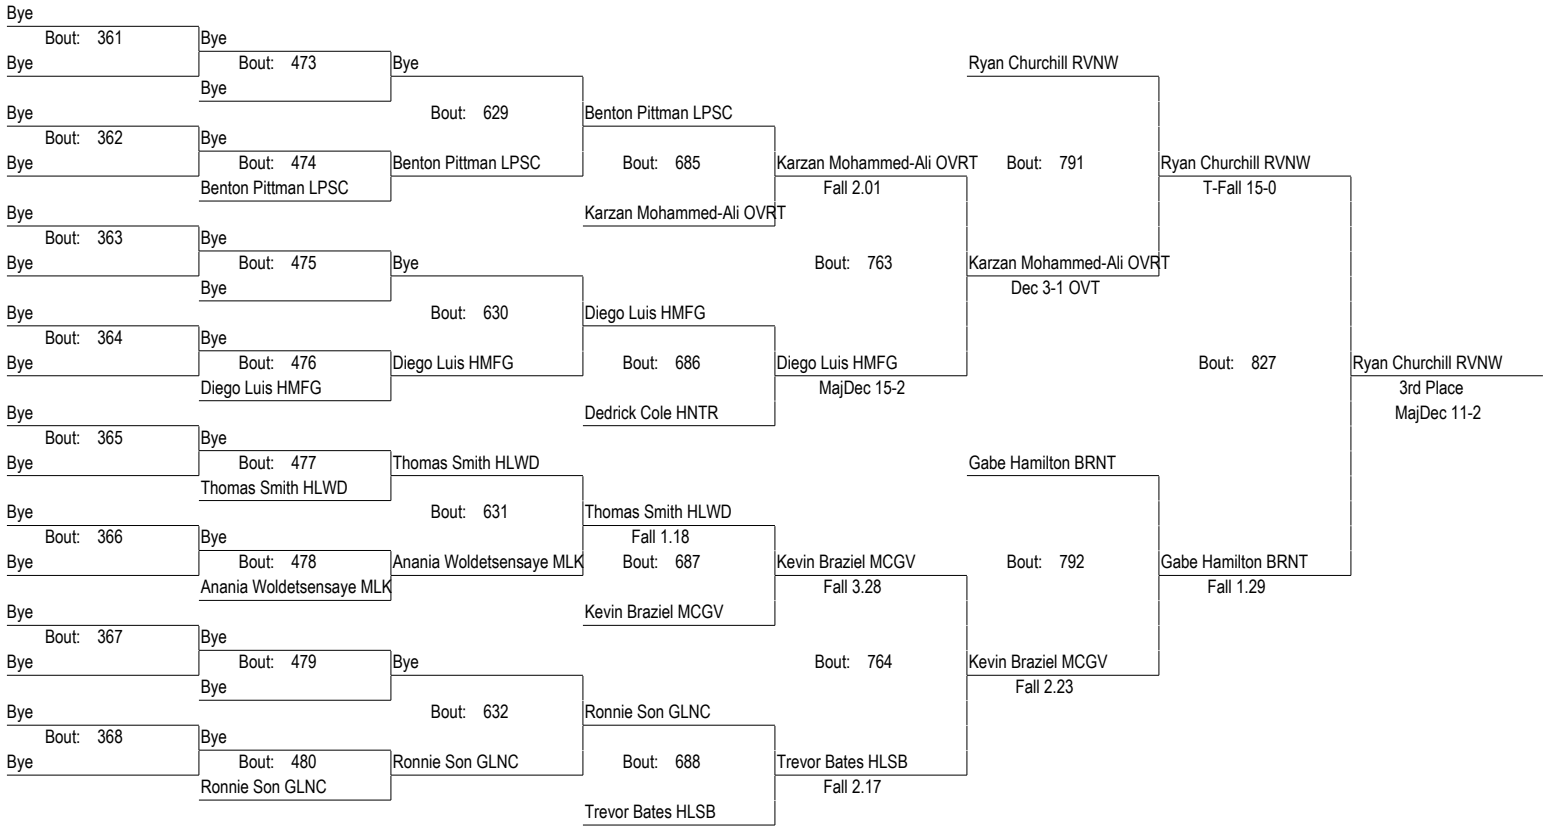 Bye
Bout: 361 Bye
Bye Bout: 473 Bye Ryan Churchill RVNW
Bye
Bye Bout: 629 Benton Pittman LPSC
Bout: 362 Bye
Bye Bout: 474 Benton Pittman LPSC Bout: 685 Karzan Mohammed-Ali OVRT Bout: 791 Ryan Churchill RVNW
Benton Pittman LPSC Fall 2.01 T-Fall 15-0
Bye Karzan Mohammed-Ali OVRT
Bout: 363 Bye
Bye Bout: 475 Bye Bout: 763 Karzan Mohammed-Ali OVRT
Bye Dec 3-1 OVT
Bye Bout: 630 Diego Luis HMFG
Bout: 364 Bye
Bye Bout: 476 Diego Luis HMFG Bout: 686 Diego Luis HMFG Bout: 827 Ryan Churchill RVNW
Diego Luis HMFG MajDec 15-2 3rd Place
Bye Dedrick Cole HNTR MajDec 11-2
Bout: 365 Bye
Bye Bout: 477 Thomas Smith HLWD Gabe Hamilton BRNT
Thomas Smith HLWD
Bye Bout: 631 Thomas Smith HLWD
Bout: 366 Bye Fall 1.18
Bye Bout: 478 Anania Woldetsensaye MLK Bout: 687 Kevin Braziel MCGV Bout: 792 Gabe Hamilton BRNT
Anania Woldetsensaye MLK Fall 3.28 Fall 1.29
Bye Kevin Braziel MCGV
Bout: 367 Bye
Bye Bout: 479 Bye Bout: 764 Kevin Braziel MCGV
Bye Fall 2.23
Bye Bout: 632 Ronnie Son GLNC
Bout: 368 Bye
Bye Bout: 480 Ronnie Son GLNC Bout: 688 Trevor Bates HLSB
Ronnie Son GLNC Fall 2.17
Trevor Bates HLSB